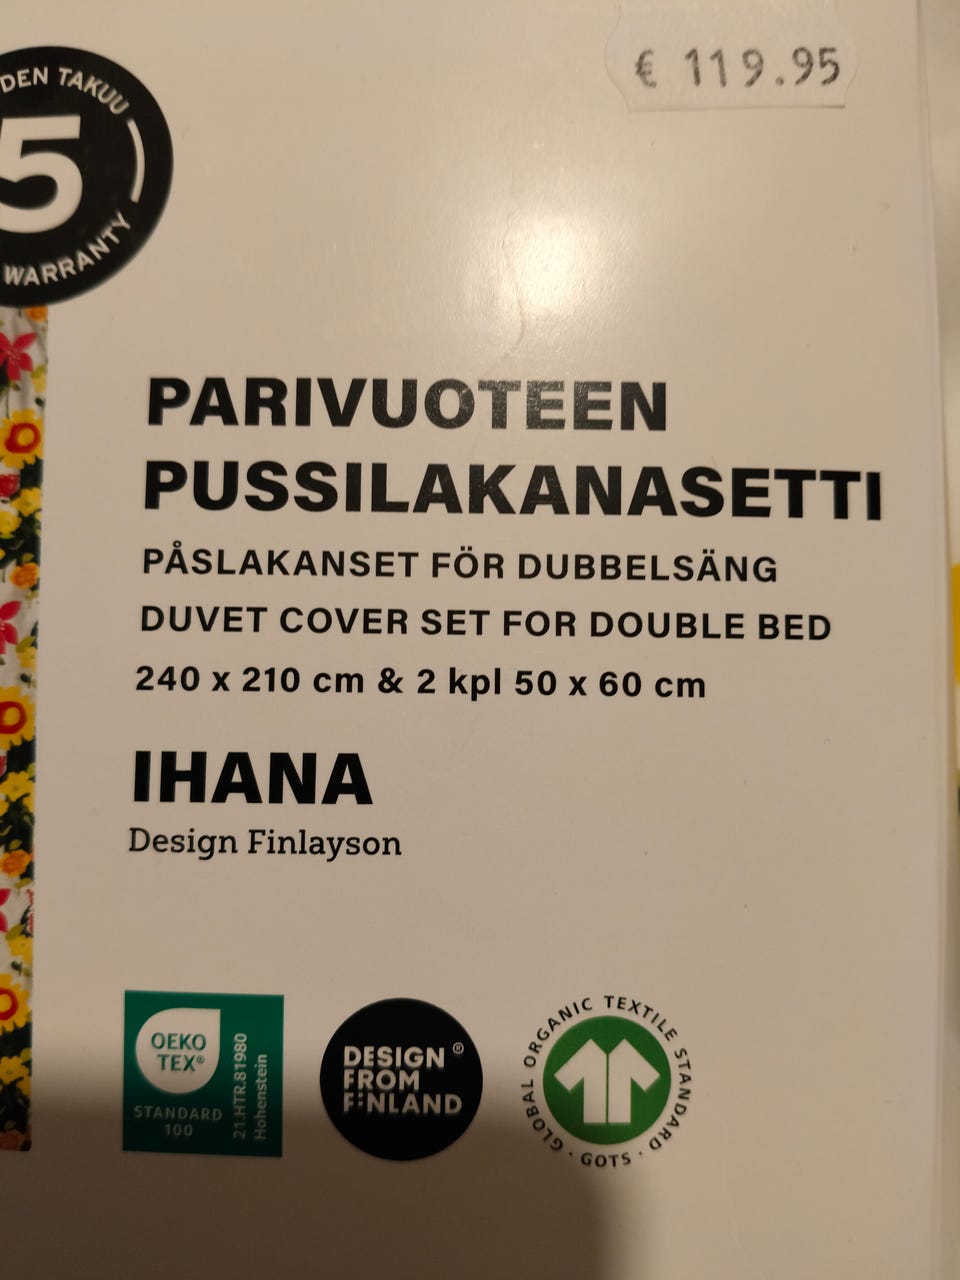 € 119.95
DEN TAKUU
5
WARRANTY
PARIVUOTEEN
PUSSILAKANASETTI
PÅSLAKANSET FÖR DUBBELSÄNG
DUVET COVER SET FOR DOUBLE BED
240 x 210 cm & 2 kpl 50 x 60 cm
IHANA
Design Finlayson
OEKO
TEX®
STANDARD
100
21.HTR.81980
Hohenstein
DESIGN ®
FROM
FINLAND
GLOBAL ORGANIC TEXTILE STANDARD · GOTS ·